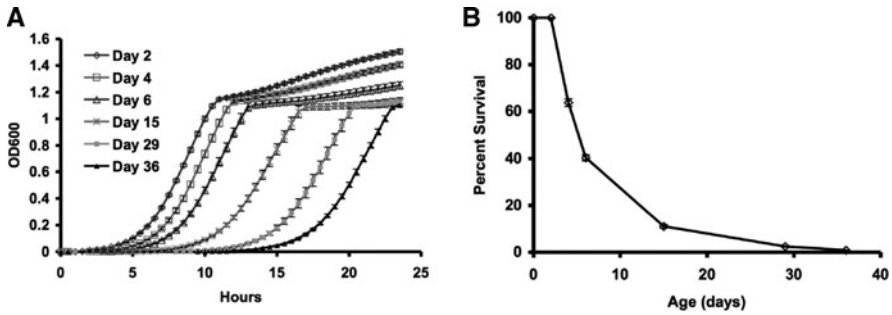 A
1.6
1.4
1.2
1
0.8
0.6
0.4
0.2
0
OD600
Day 2
Day 4
Day 6
Day 15
Day 29
Day 36
0 5 10 15 20 25
Hours
B
100
80
60
40
20
0
Percent Survival
0 10 20 30 40
Age (days)